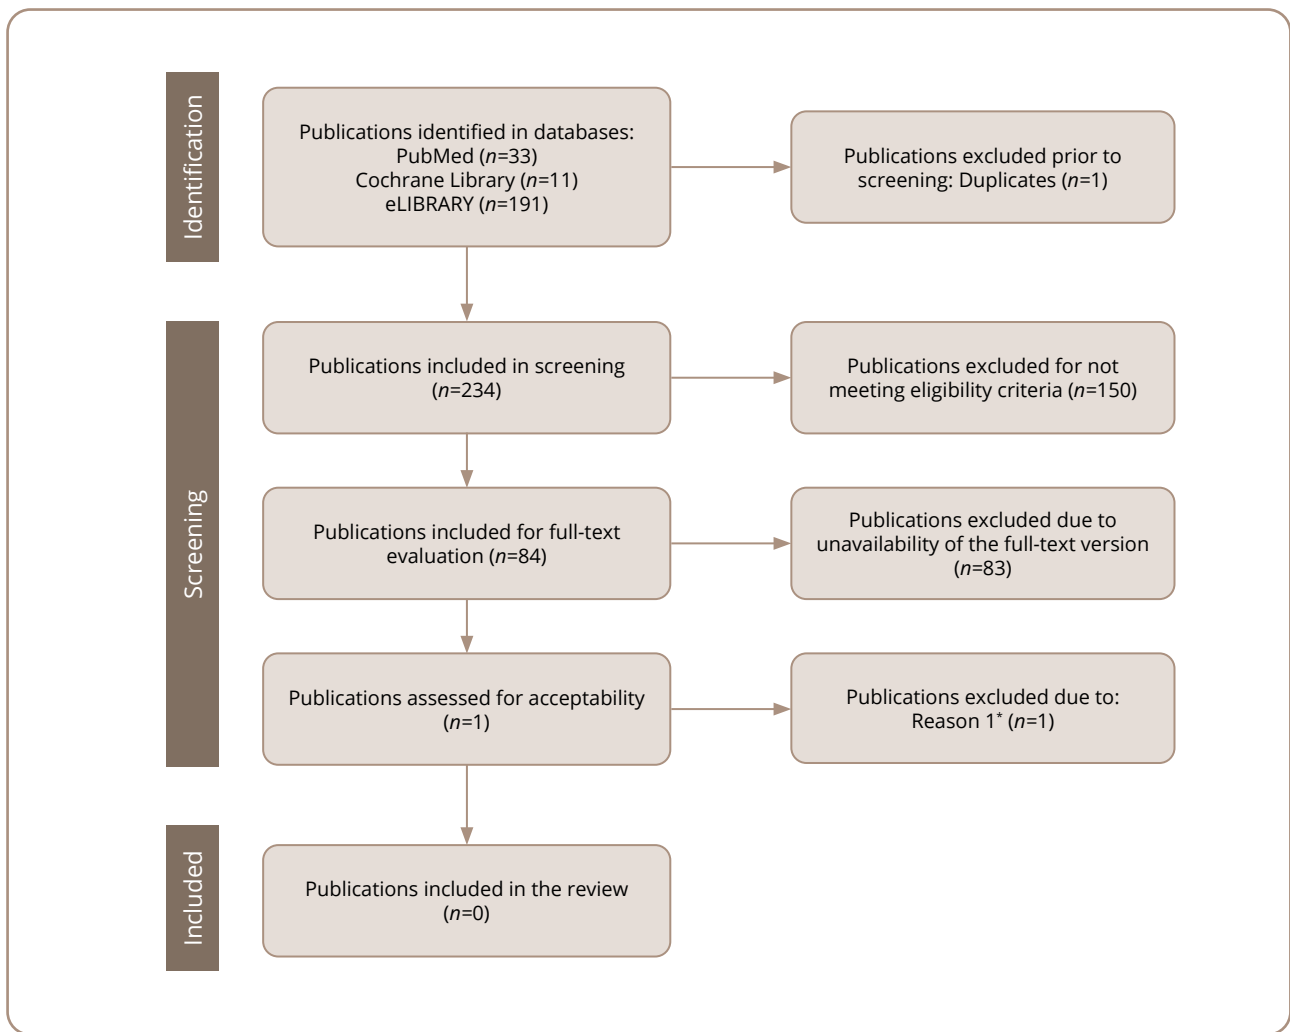 Identification
Publications identified in databases:
PubMed (n=33)
Cochrane Library (n=11)
eLIBRARY (n=191)
Publications excluded prior to
screening: Duplicates (n=1)
Screening
Publications included in screening
(n=234)
Publications excluded for not
meeting eligibility criteria (n=150)
Publications included for full-text
evaluation (n=84)
Publications excluded due to
unavailability of the full-text version
(n=83)
Publications assessed for acceptability
(n=1)
Publications excluded due to:
Reason 1* (n=1)
Included
Publications included in the review
(n=0)